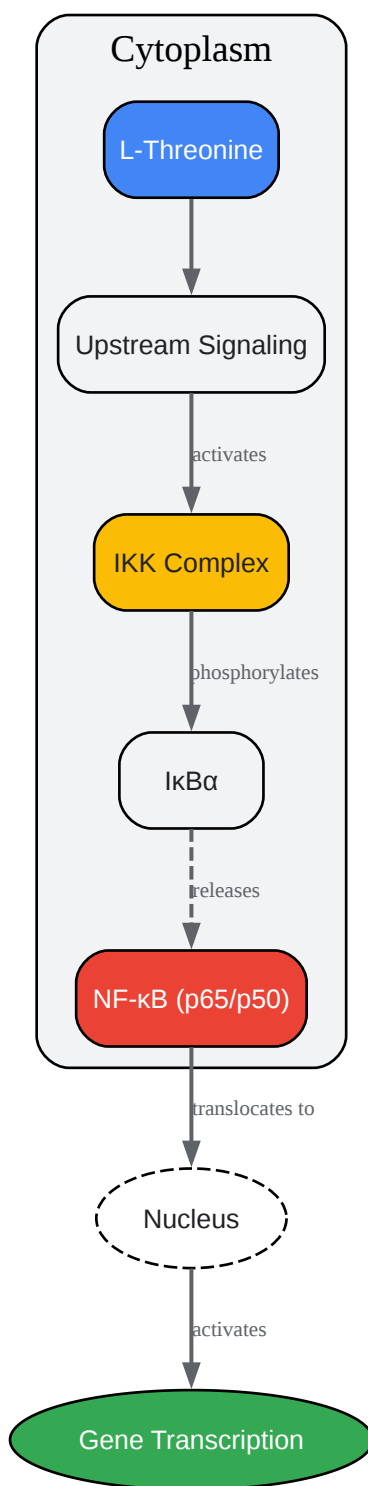 Cytoplasm
L-Threonine
Upstream Signaling
activates
IKK Complex
phosphorylates
IκBα
releases
NF-κB (p65/p50)
translocates to
Nucleus
activates
Gene Transcription